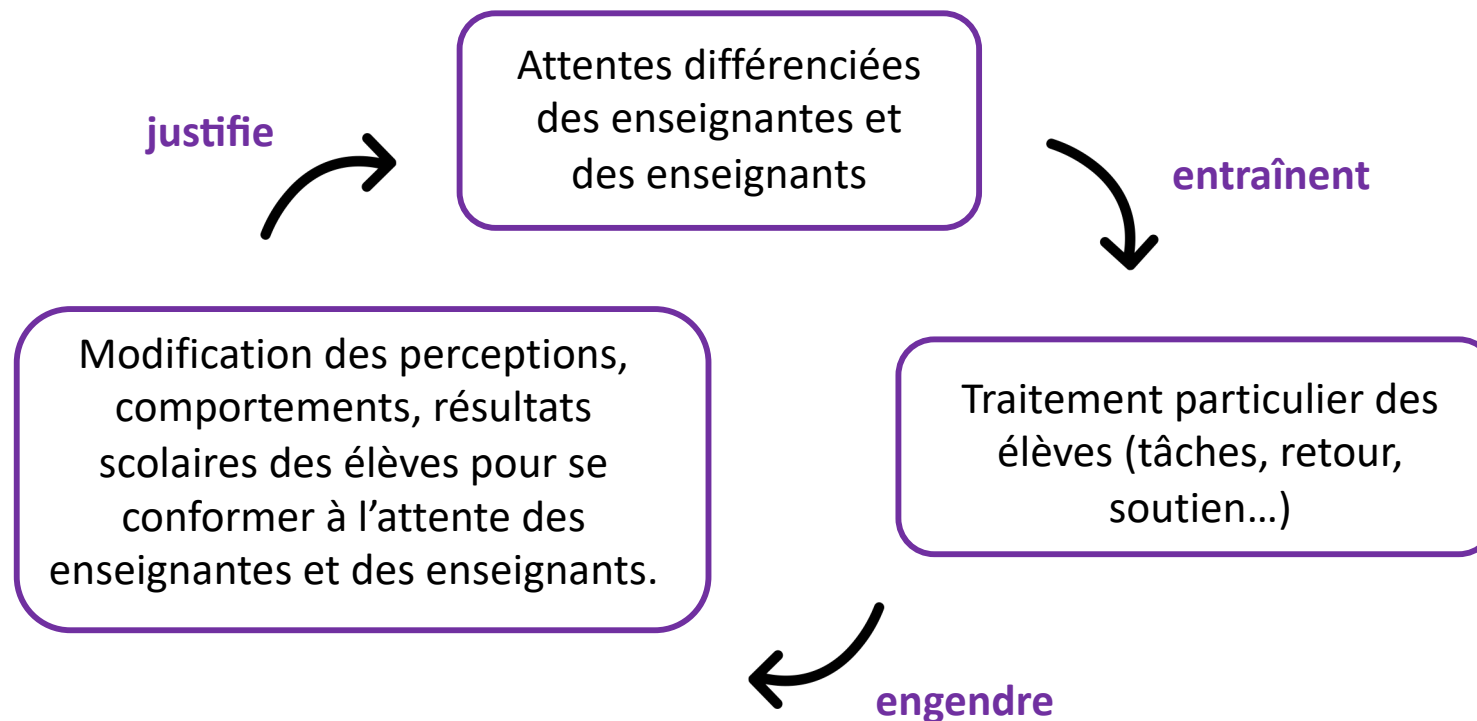 Attentes différenciées
des enseignantes et
des enseignants
justifie
entraînent
Modification des perceptions,
comportements, résultats
scolaires des élèves pour se
conformer à l’attente des
enseignantes et des enseignants.
Traitement particulier des
élèves (tâches, retour,
soutien…)
engendre